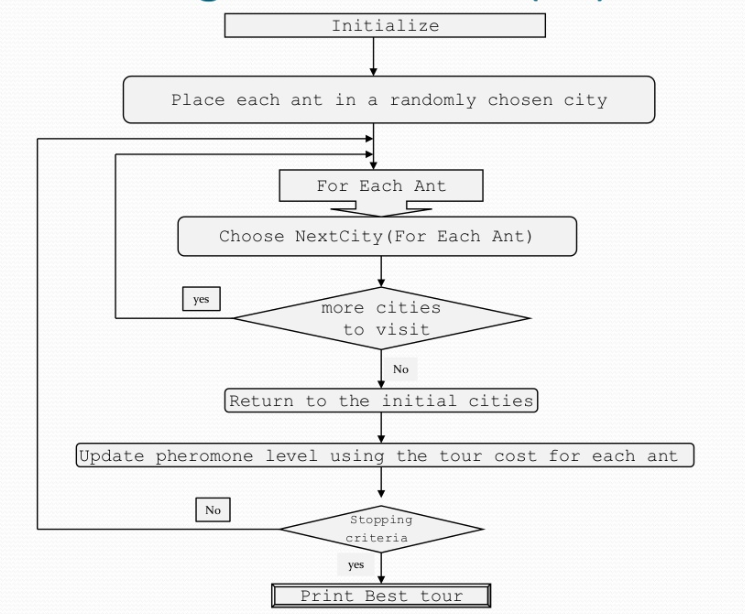 Initialize
Place each ant in a randomly chosen city
For Each Ant
Choose NextCity(For Each Ant)
yes
more cities
to visit
No
Return to the initial cities
Update pheromone level using the tour cost for each ant
No
Stopping
criteria
yes
Print Best tour